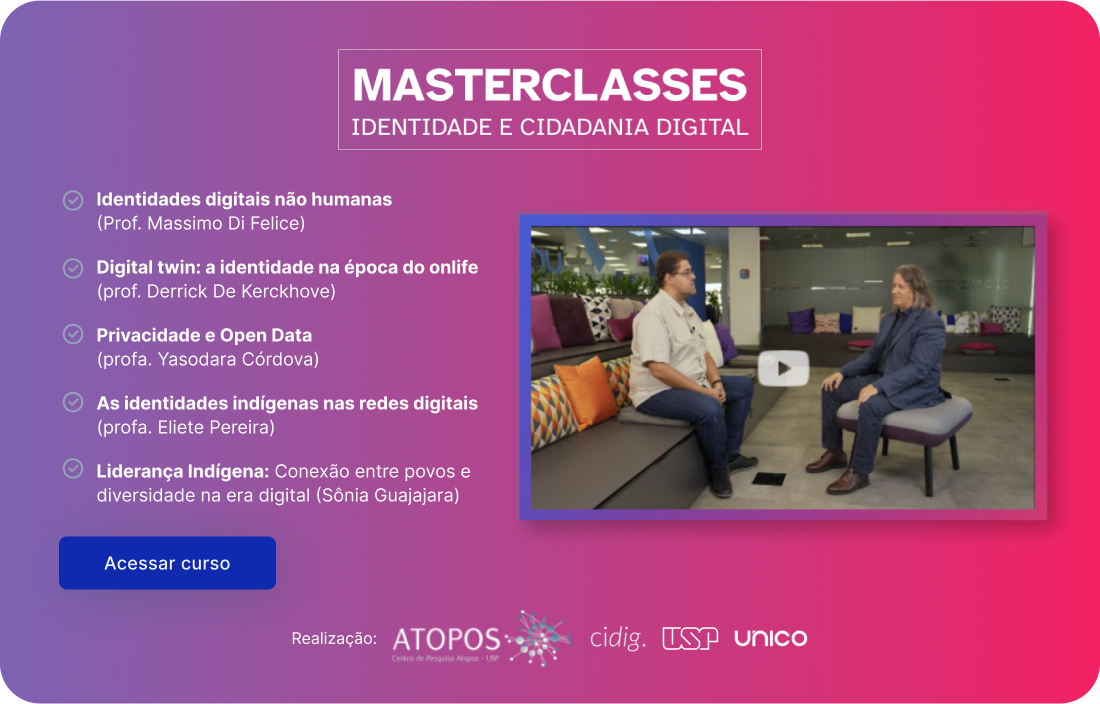 MASTERCLASSES
IDENTIDADE E CIDADANIA DIGITAL
Identidades digitais não humanas
(Prof. Massimo Di Felice)
Digital twin: a identidade na época do onlife
(prof. Derrick De Kerckhove)
Privacidade e Open Data
(profa. Yasodara Córdova)
As identidades indígenas nas redes digitais
(profa. Eliete Pereira)
Liderança Indígena: Conexão entre povos e
diversidade na era digital (Sônia Guajajara)
Acessar curso
Realização:
ATOPOS
Centro de Pesquisa Atopos - USP
cidig.
USP
unico